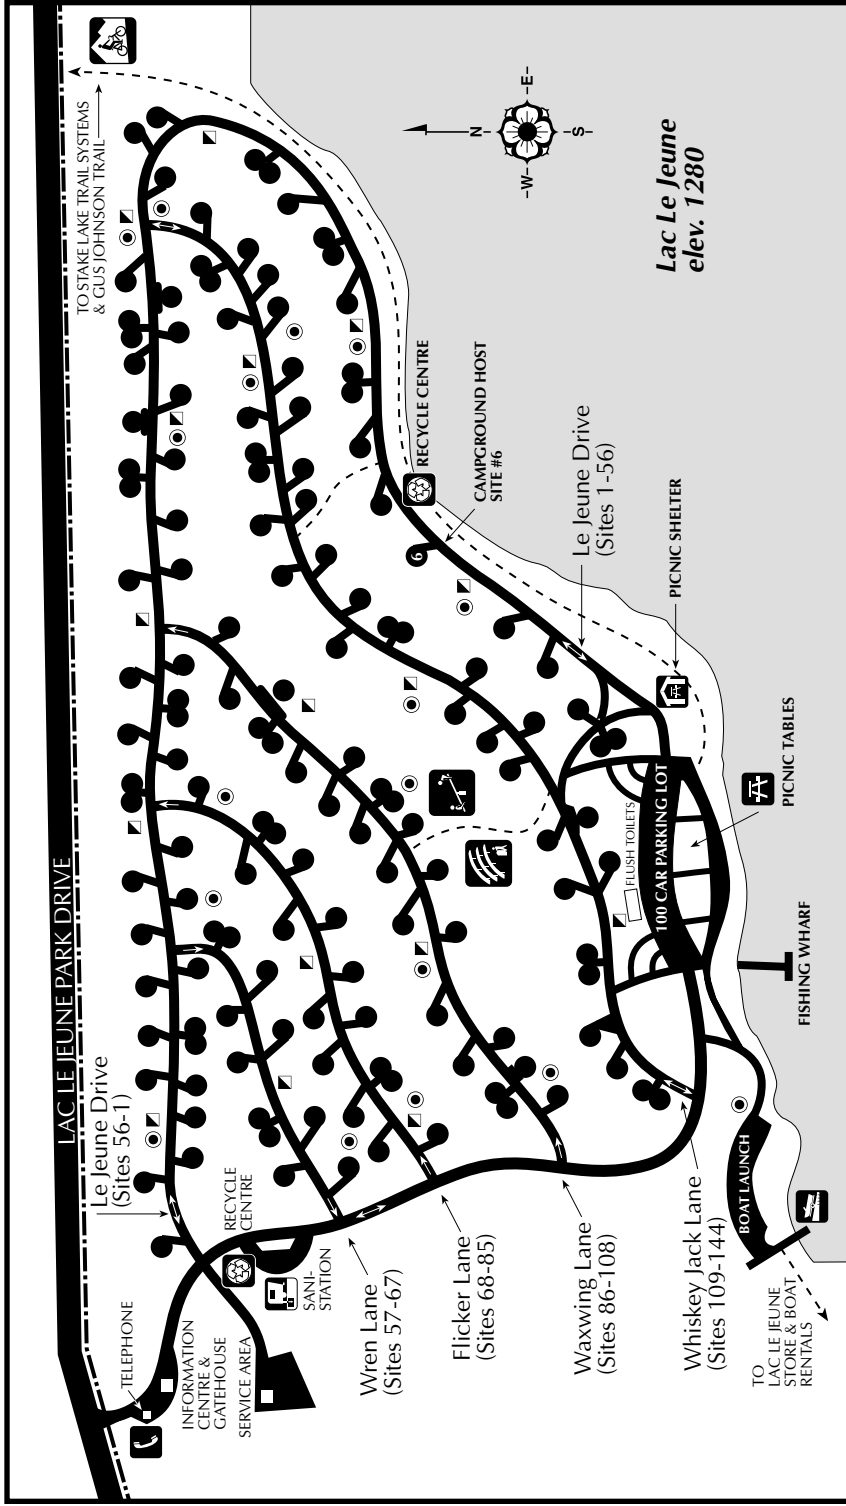 TO STAKE LAKE TRAIL SYSTEMS
& GUS JOHNSON TRAIL
N
E
S
W
Lac Le Jeune
elev. 1280
RECYCLE CENTRE
CAMPGROUND HOST
SITE #6
6
Le Jeune Drive
(Sites 1-56)
PICNIC SHELTER
PICNIC TABLES
FLUSH TOILETS
100 CAR PARKING LOT
FISHING WHARF
LAC LE JEUNE PARK DRIVE
Le Jeune Drive
(Sites 56-1)
RECYCLE
CENTRE
SANI-
STATION
TELEPHONE
INFORMATION
CENTRE &
GATEHOUSE
SERVICE AREA
Wren Lane
(Sites 57-67)
Flicker Lane
(Sites 68-85)
Waxwing Lane
(Sites 86-108)
Whiskey Jack Lane
(Sites 109-144)
BOAT LAUNCH
TO
LAC LE JEUNE
STORE & BOAT
RENTALS